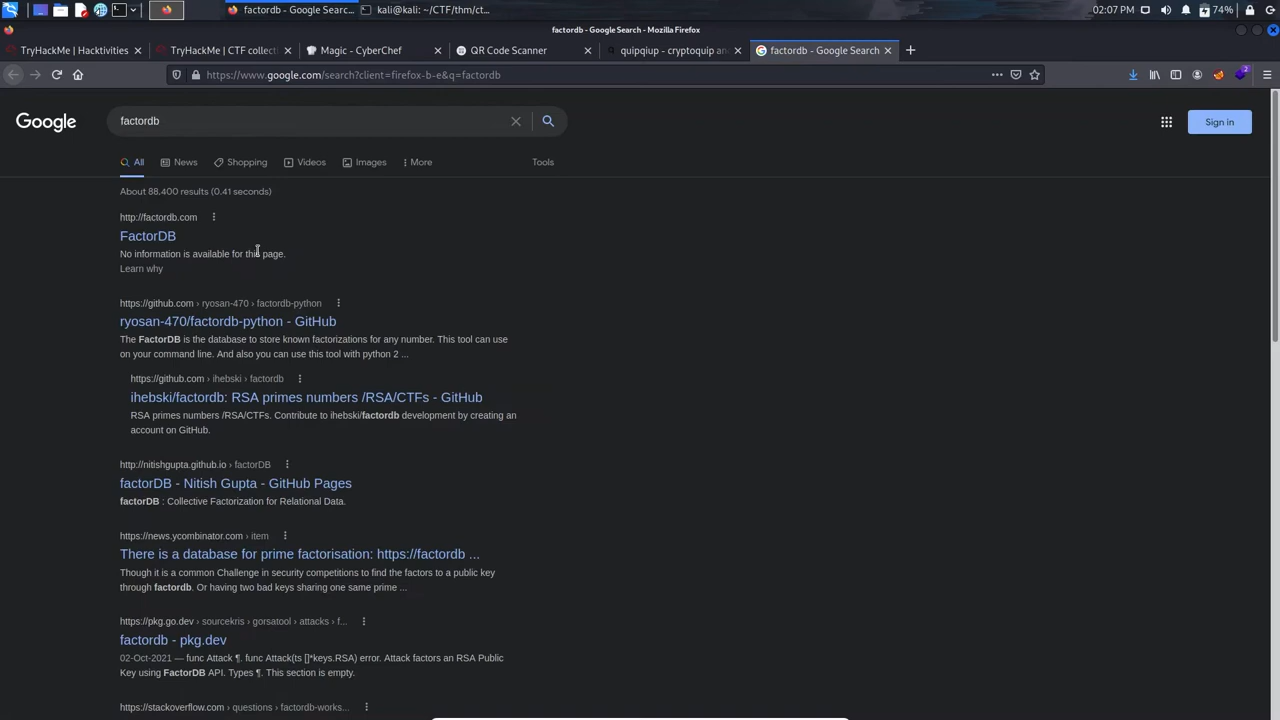 factordb - Google Searc...
kali@kali: ~/CTF/thm/ct...
02:07 PM
74%
factordb - Google Search - Mozilla Firefox
TryHackMe | Hacktivities
TryHackMe | CTF collect
Magic - CyberChef
QR Code Scanner
quipqiup - cryptoquip an
factordb - Google Search
https://www.google.com/search?client=firefox-b-e&q=factordb
2
Google
factordb
Sign in
All
News
Shopping
Videos
Images
More
Tools
About 88,400 results (0.41 seconds)
http://factordb.com
FactorDB
No information is available for this page.
Learn why
https://github.com › ryosan-470 › factordb-python
ryosan-470/factordb-python - GitHub
The FactorDB is the database to store known factorizations for any number. This tool can use
on your command line. And also you can use this tool with python 2 ...
https://github.com › ihebski › factordb
ihebski/factordb: RSA primes numbers /RSA/CTFs - GitHub
RSA primes numbers /RSA/CTFs. Contribute to ihebski/factordb development by creating an
account on GitHub.
http://nitishgupta.github.io › factorDB
factorDB - Nitish Gupta - GitHub Pages
factorDB : Collective Factorization for Relational Data.
https://news.ycombinator.com › item
There is a database for prime factorisation: https://factordb ...
Though it is a common Challenge in security competitions to find the factors to a public key
through factordb. Or having two bad keys sharing one same prime ...
https://pkg.go.dev › sourcekris › gorsatool › attacks › f...
factordb - pkg.dev
02-Oct-2021 — func Attack ¶. func Attack(ts []*keys.RSA) error. Attack factors an RSA Public
Key using FactorDB API. Types ¶. This section is empty.
https://stackoverflow.com › questions › factordb-works...